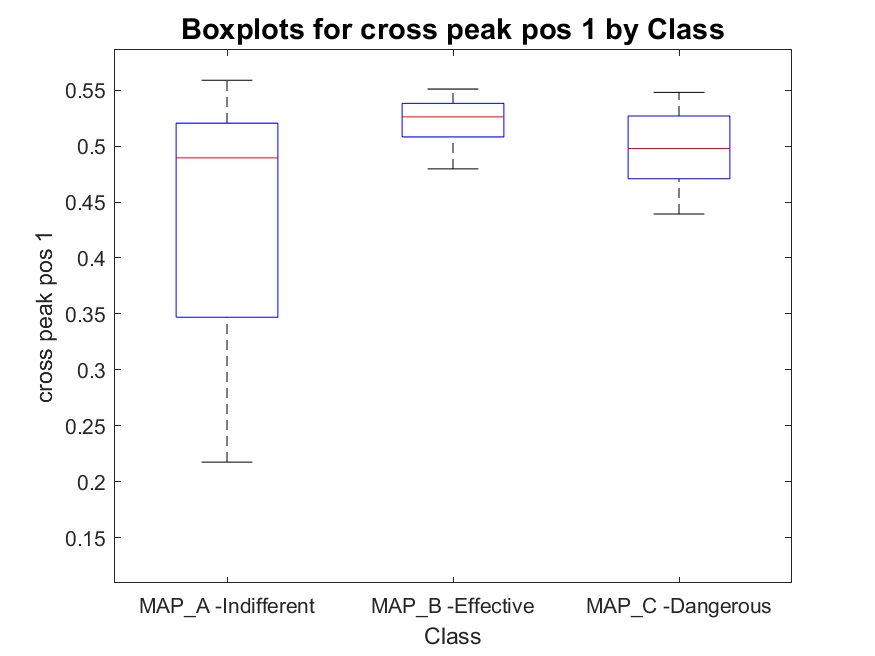 Boxplots for cross peak pos 1 by Class
cross peak pos 1
0.55
0.5
0.45
0.4
0.35
0.3
0.25
0.2
0.15
MAP_A -Indifferent
MAP_B -Effective
MAP_C -Dangerous
Class